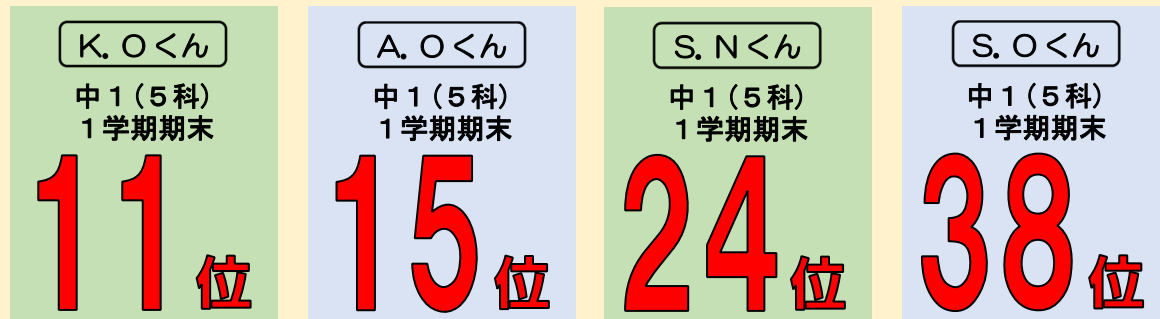 K.Oくん
中1(5科)
1学期期末
11位
A.Oくん
中1(5科)
1学期期末
15位
S.Nくん
中1(5科)
1学期期末
24位
S.Oくん
中1(5科)
1学期期末
38位